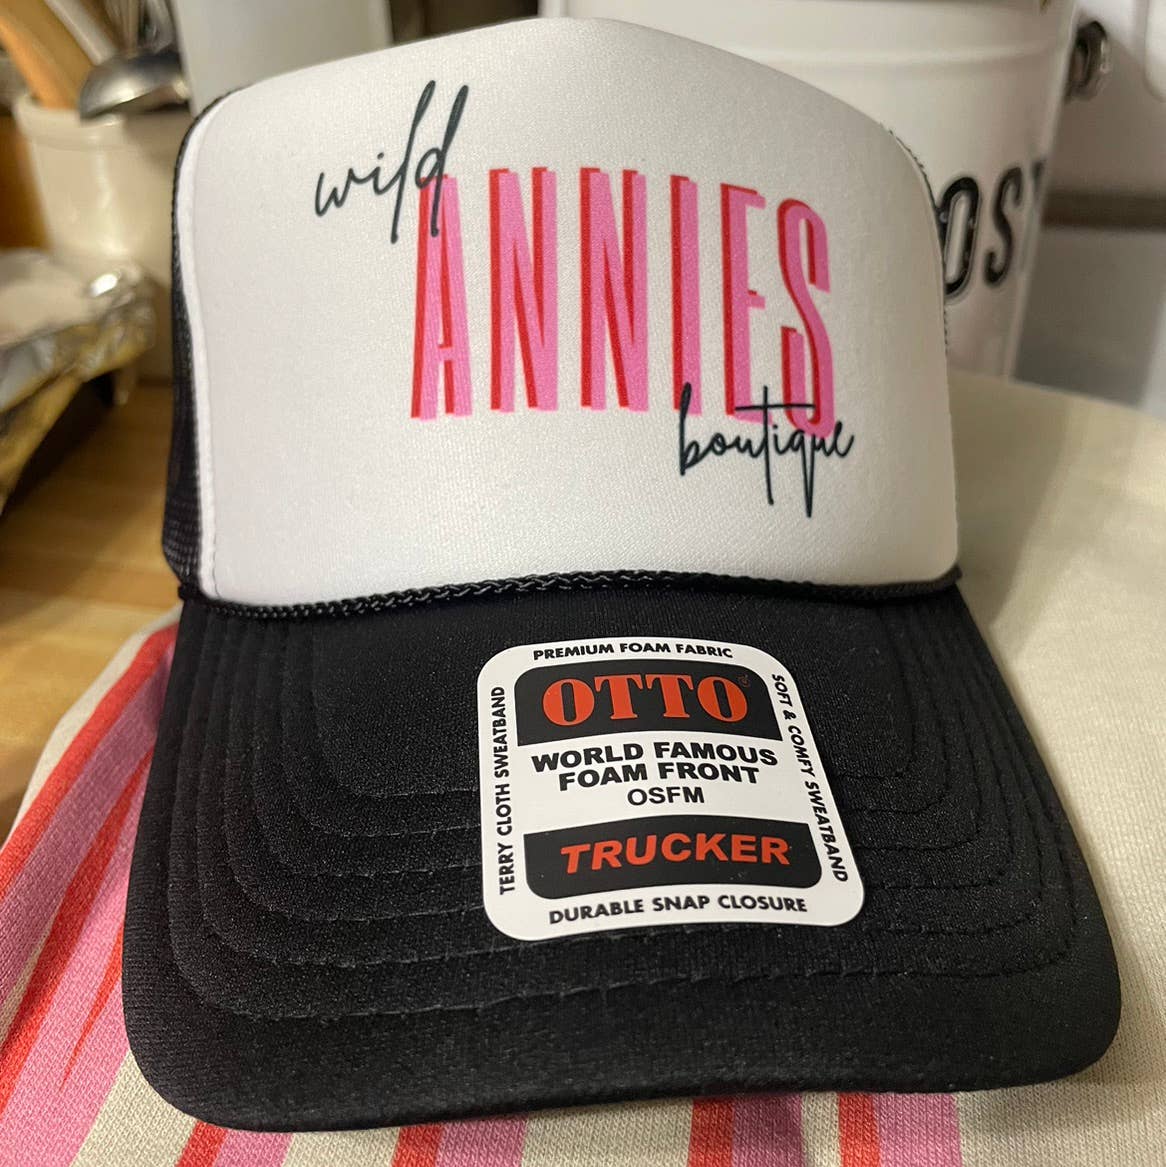 wild
ANNIES
boutique
PREMIUM FOAM FABRIC
OTTO
WORLD FAMOUS
FOAM FRONT
OSFM
TRUCKER
DURABLE SNAP CLOSURE
TERRY CLOTH SWEATBAND
SOFT & COMFY SWEATBAND